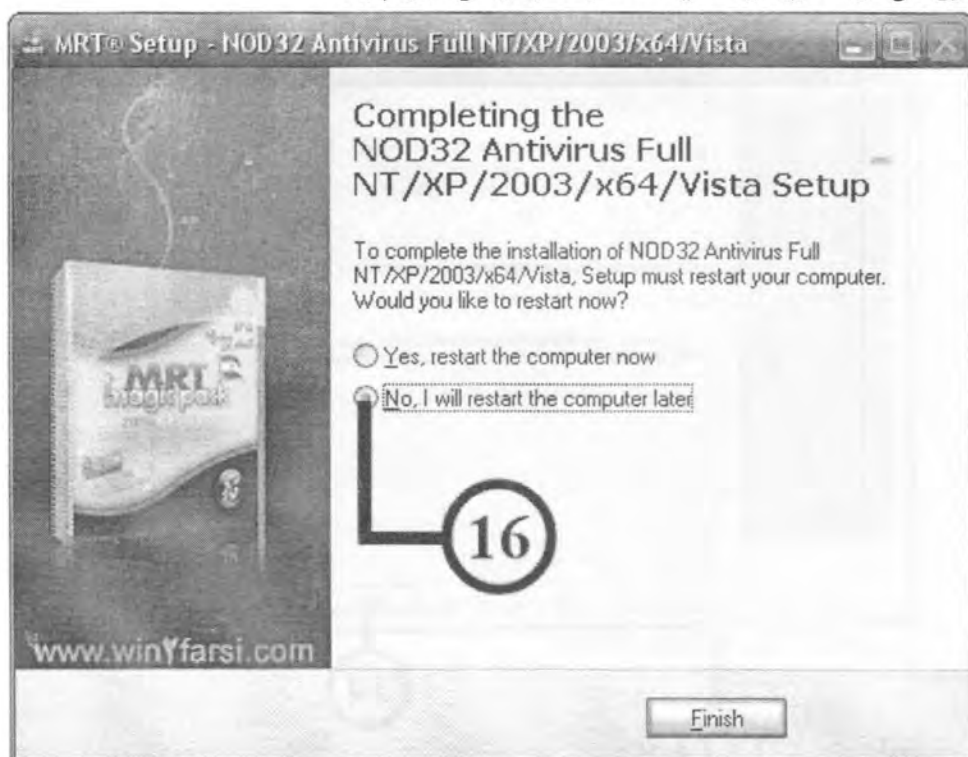 MRT® Setup - NOD32 Antivirus Full NT/XP/2003/x64/Vista
Completing the
NOD32 Antivirus Full
NT/XP/2003/x64/Vista Setup
To complete the installation of NOD32 Antivirus Full
NT/XP/2003/x64/Vista, Setup must restart your computer.
Would you like to restart now?
Yes, restart the computer now
No, I will restart the computer later
16
MRT
magic pack
www.win۲farsi.com
Finish